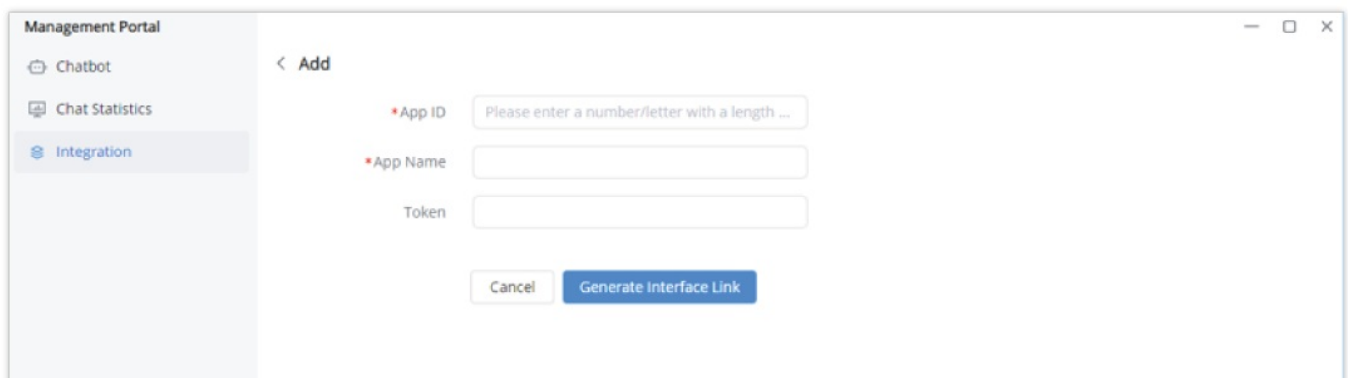 Management Portal
Chatbot
Chat Statistics
Integration
< Add
*App ID
Please enter a number/letter with a length ...
*App Name
Token
Cancel
Generate Interface Link